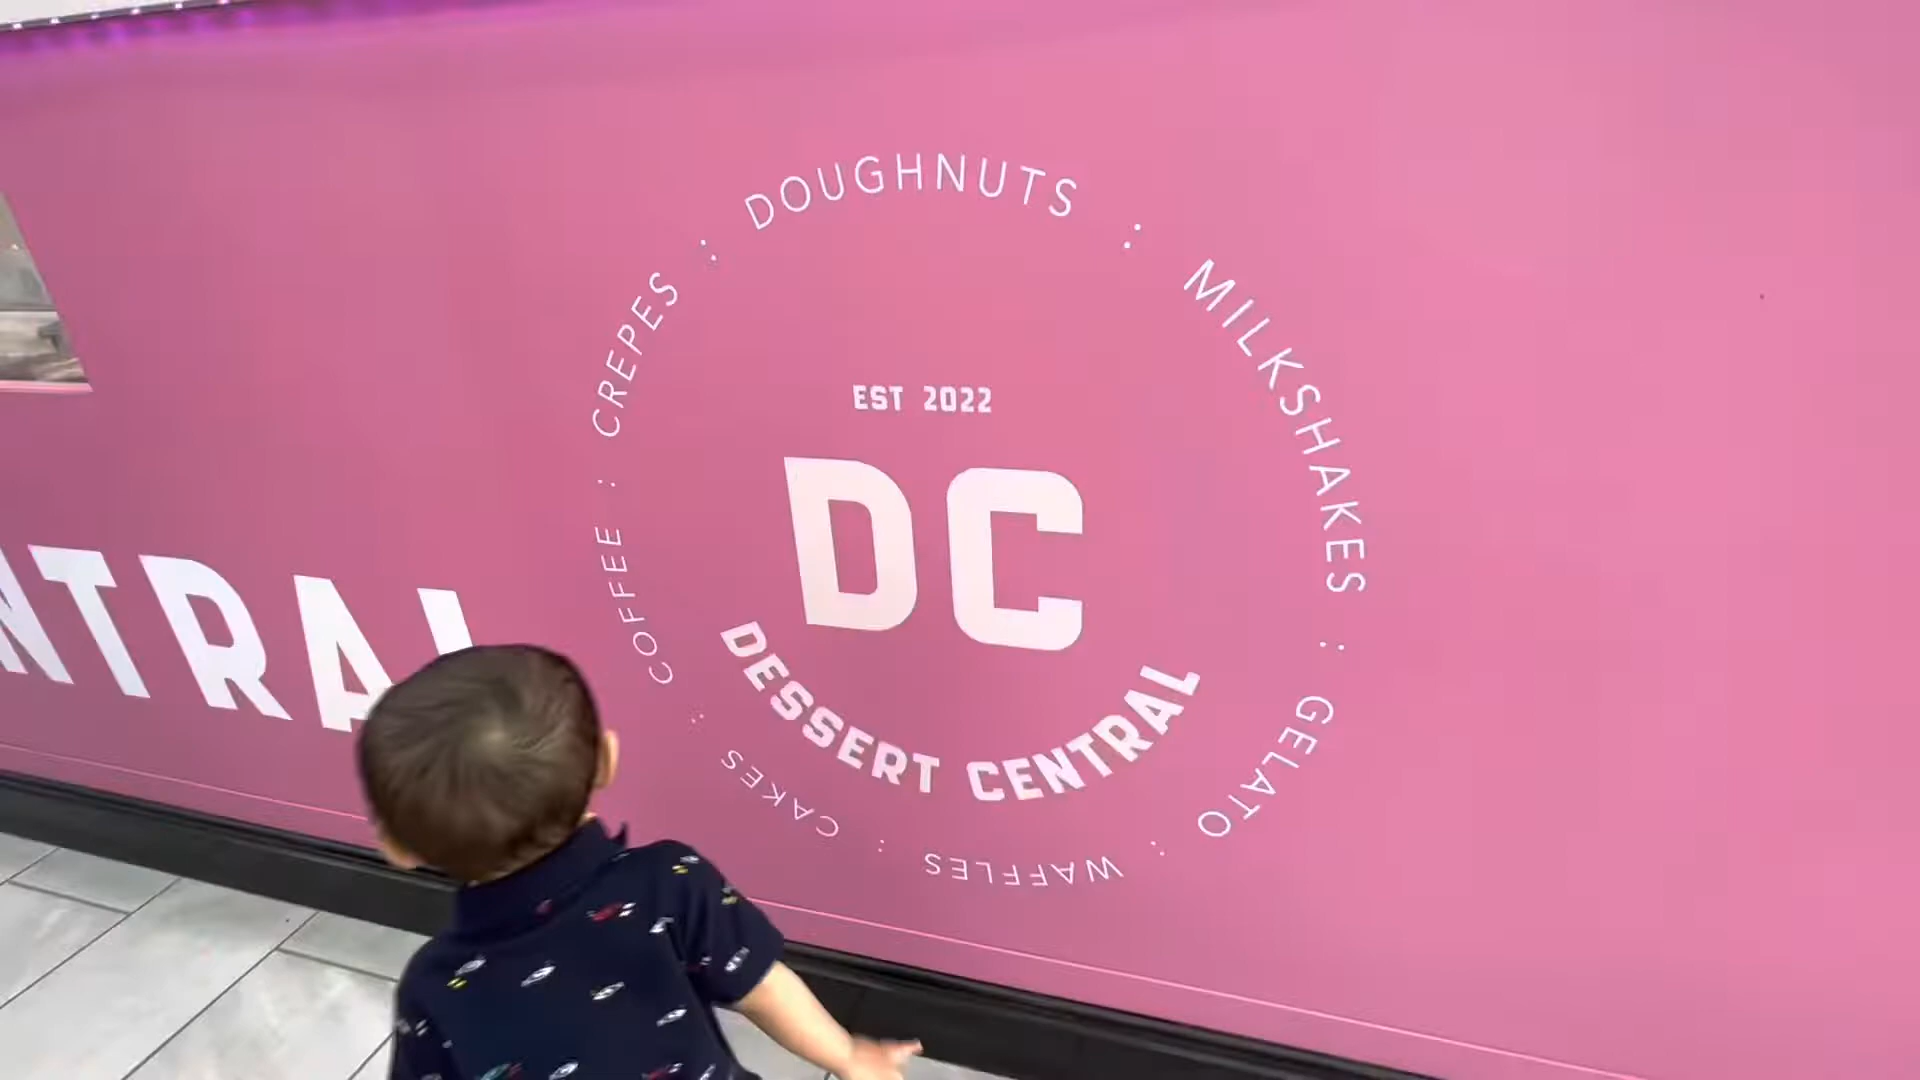 DOUGHNUTS : MILKSHAKES : GELATO : WAFFLES : CAKES : COFFEE : CREPES :
EST 2022
DC
DESSERT CENTRAL
NTRAL